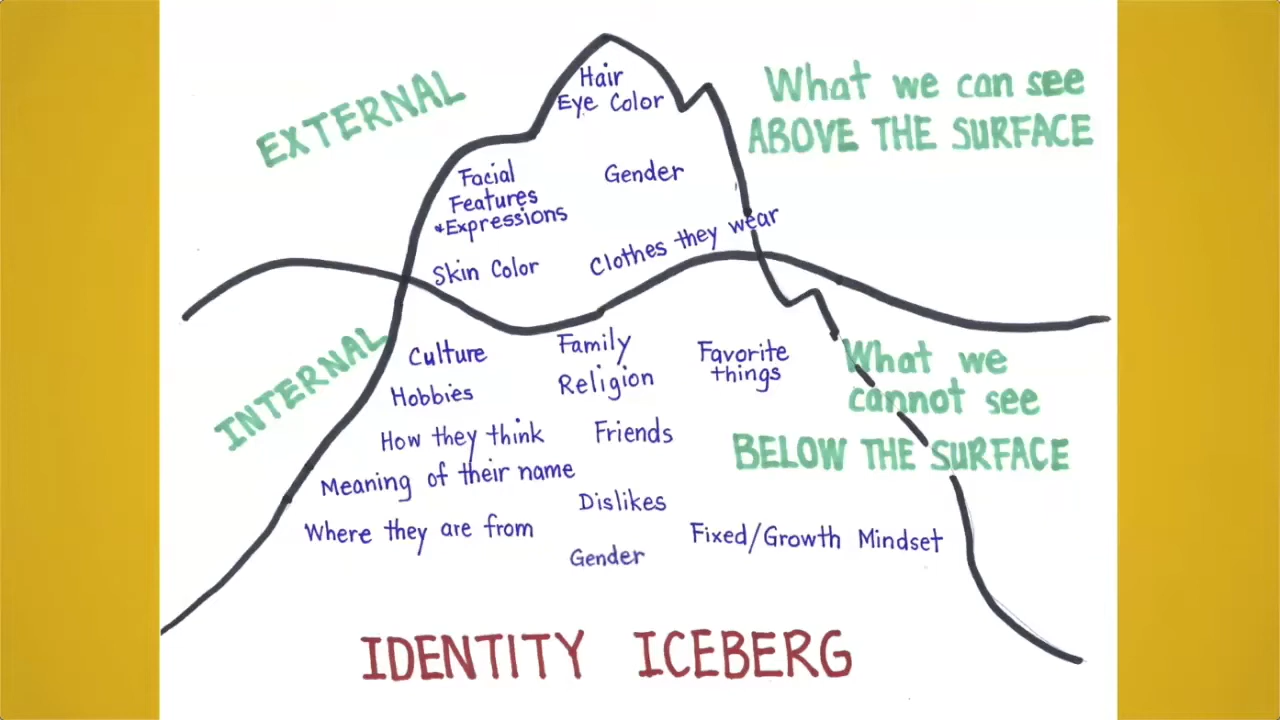 EXTERNAL
What we can see
ABOVE THE SURFACE
Hair
Eye Color
Facial
Features
*Expressions
Gender
Skin Color
Clothes they wear
INTERNAL
What we
cannot see
BELOW THE SURFACE
Culture
Family
Favorite
things
Hobbies
Religion
How they think
Friends
Meaning of their name
Dislikes
Where they are from
Fixed/Growth Mindset
Gender
IDENTITY ICEBERG